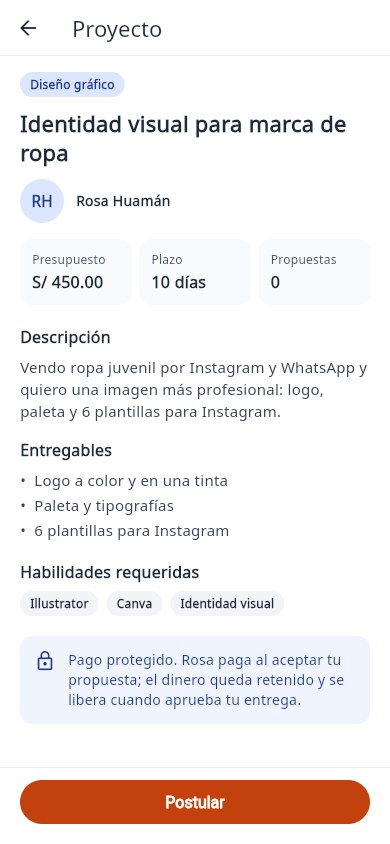 Proyecto
Diseño gráfico
Identidad visual para marca de
ropa
RH
Rosa Huamán
Presupuesto
S/ 450.00
Plazo
10 días
Propuestas
0
Descripción
Vendo ropa juvenil por Instagram y WhatsApp y
quiero una imagen más profesional: logo,
paleta y 6 plantillas para Instagram.
Entregables
• Logo a color y en una tinta
• Paleta y tipografías
• 6 plantillas para Instagram
Habilidades requeridas
Illustrator
Canva
Identidad visual
Pago protegido. Rosa paga al aceptar tu
propuesta; el dinero queda retenido y se
libera cuando aprueba tu entrega.
Postular